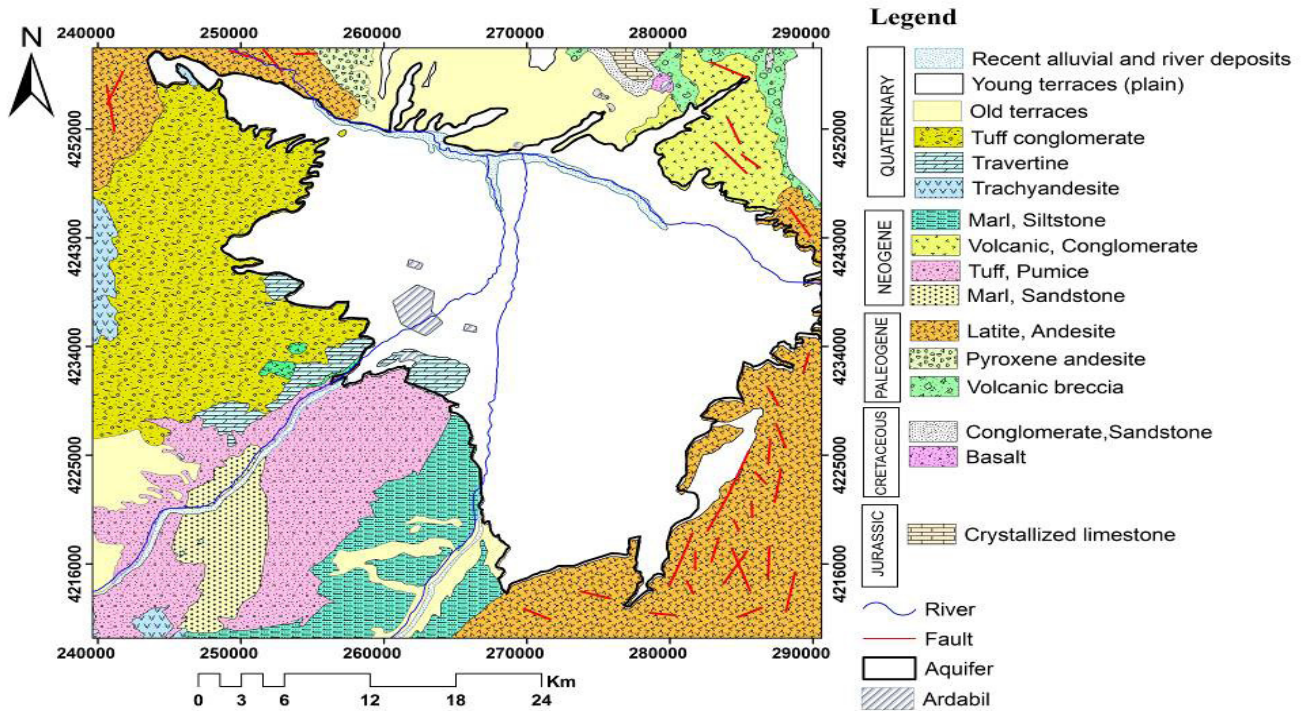 Legend
N
240000 250000 260000 270000 280000 290000
4252000
4243000
4234000
4225000
4216000
4252000
4243000
4234000
4225000
4216000
240000 250000 260000 270000 280000 290000
Km
0 3 6 12 18 24
QUATERNARY
Recent alluvial and river deposits
Young terraces (plain)
Old terraces
Tuff conglomerate
Travertine
Trachyandesite
NEOGENE
Marl, Siltstone
Volcanic, Conglomerate
Tuff, Pumice
Marl, Sandstone
PALEOGENE
Latite, Andesite
Pyroxene andesite
Volcanic breccia
CRETACEOUS
Conglomerate,Sandstone
Basalt
JURASSIC
Crystallized limestone
River
Fault
Aquifer
Ardabil